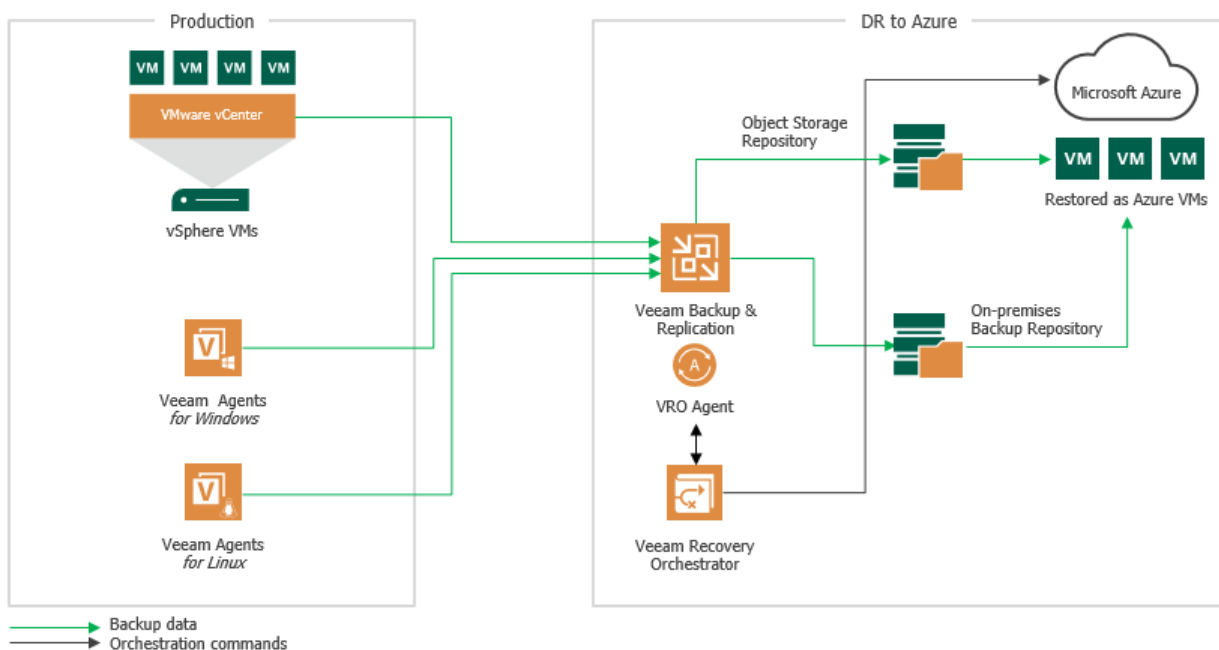 Production
VM VM VM VM
VMware vCenter
vSphere VMs
V
Veeam Agents
for Windows
V
Veeam Agents
for Linux
DR to Azure
Microsoft Azure
Object Storage
Repository
VM VM VM
Restored as Azure VMs
Veeam Backup &
Replication
On-premises
Backup Repository
A
VRO Agent
Veeam Recovery
Orchestrator
Backup data
Orchestration commands